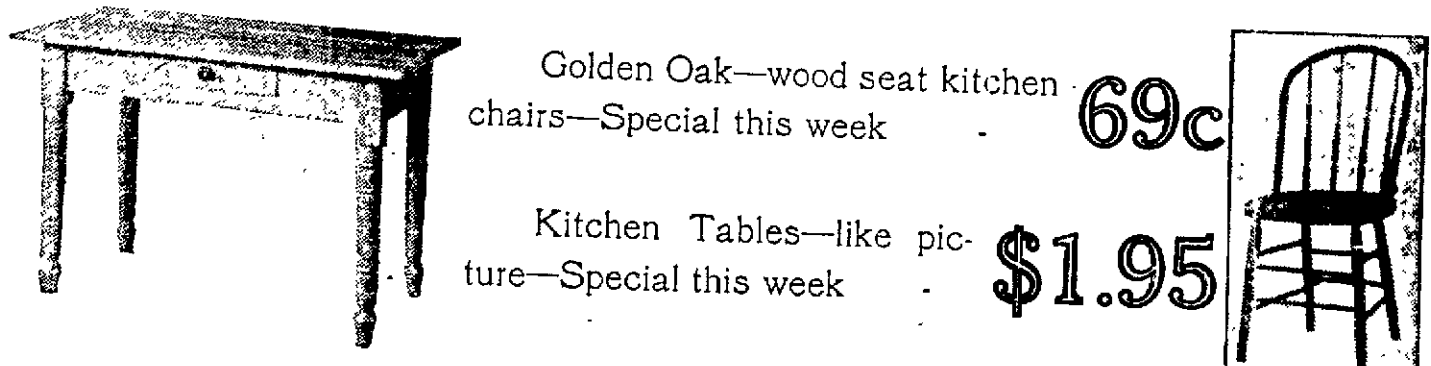 Golden Oak—wood seat kitchen
chairs—Special this week - 69c
Kitchen Tables—like pic-
ture—Special this week - $1.95